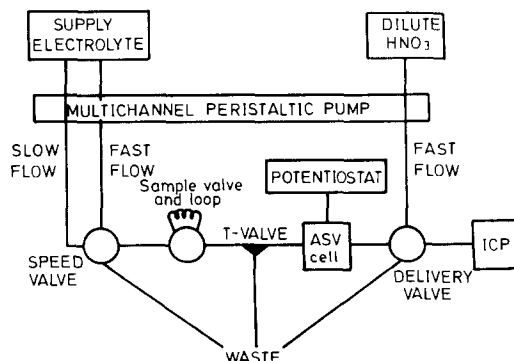 SUPPLY
ELECTROLYTE
DILUTE
HNO₃
MULTICHANNEL PERISTALTIC PUMP
SLOW
FLOW
FAST
FLOW
FAST
FLOW
Sample valve
and loop
POTENTIOSTAT
T-VALVE
ASV
cell
ICP
SPEED
VALVE
DELIVERY
VALVE
WASTE